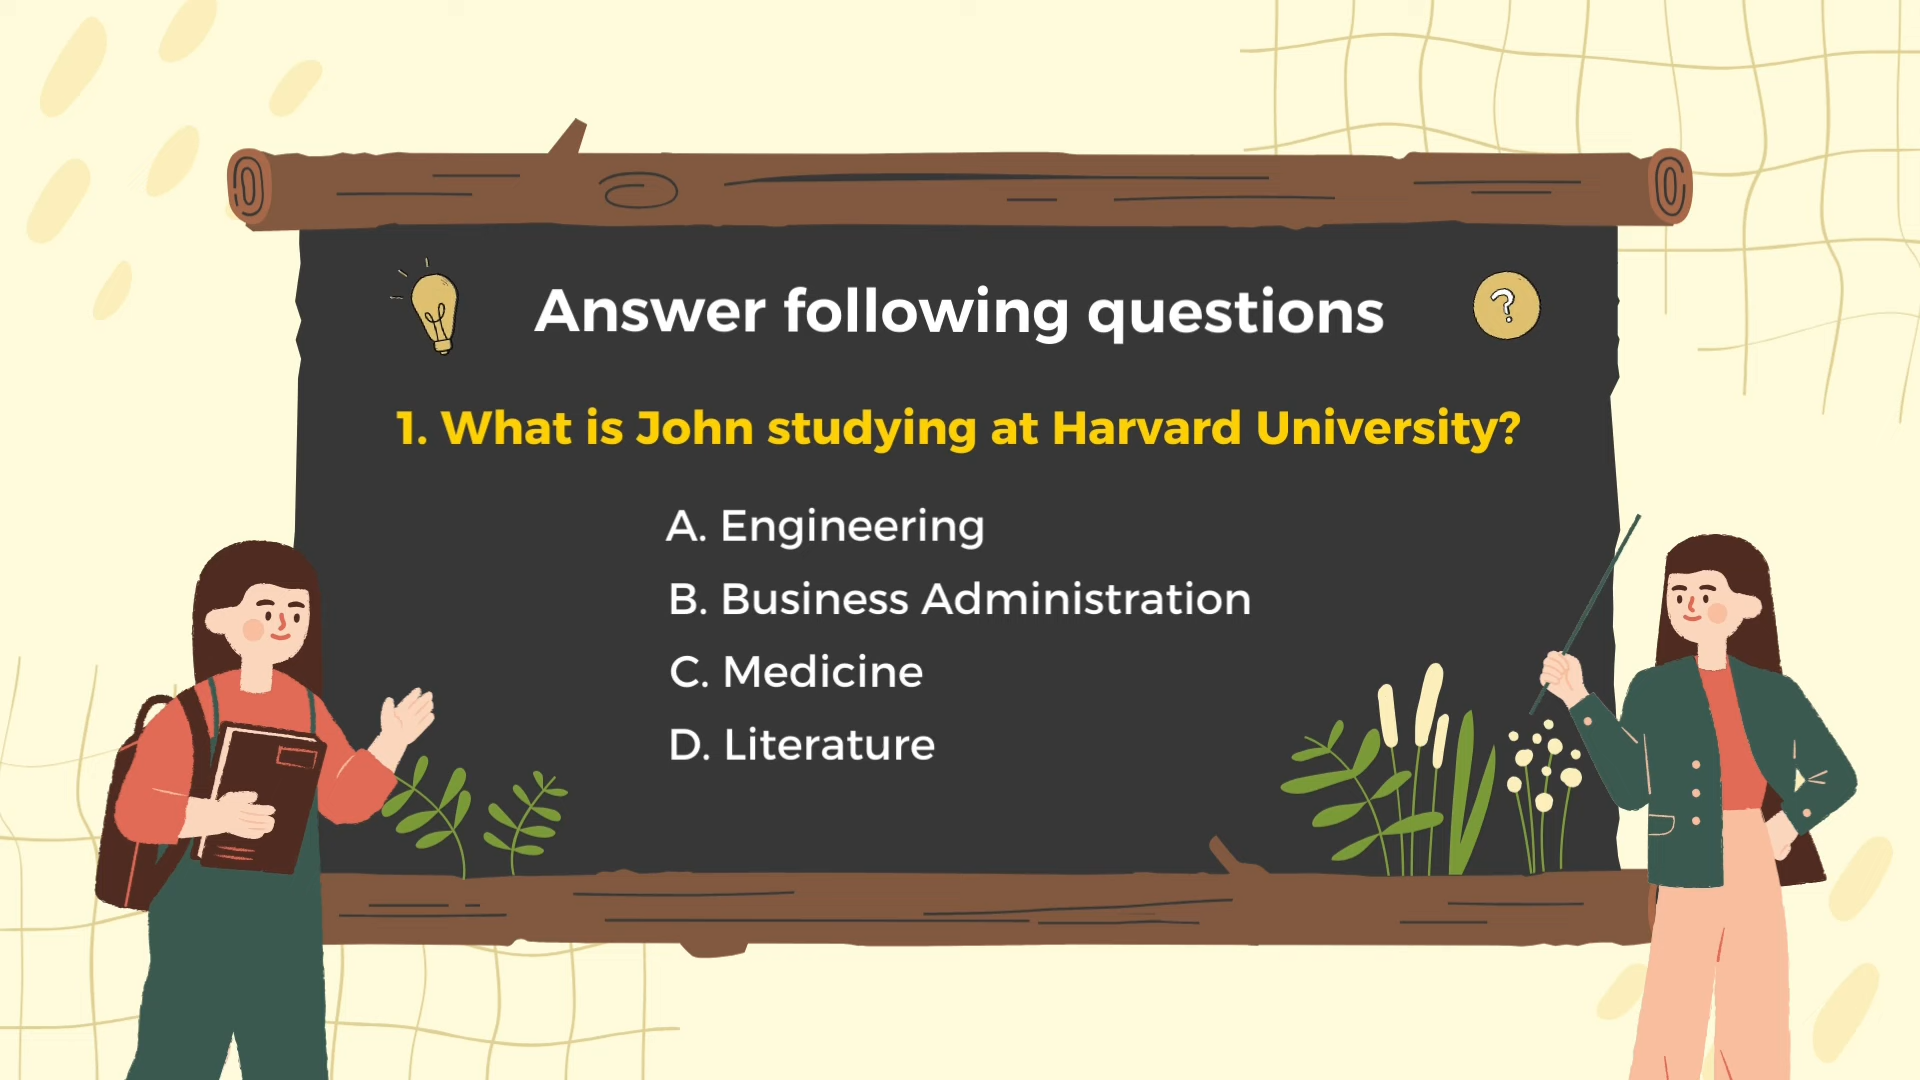 Answer following questions
1. What is John studying at Harvard University?
A. Engineering
B. Business Administration
C. Medicine
D. Literature